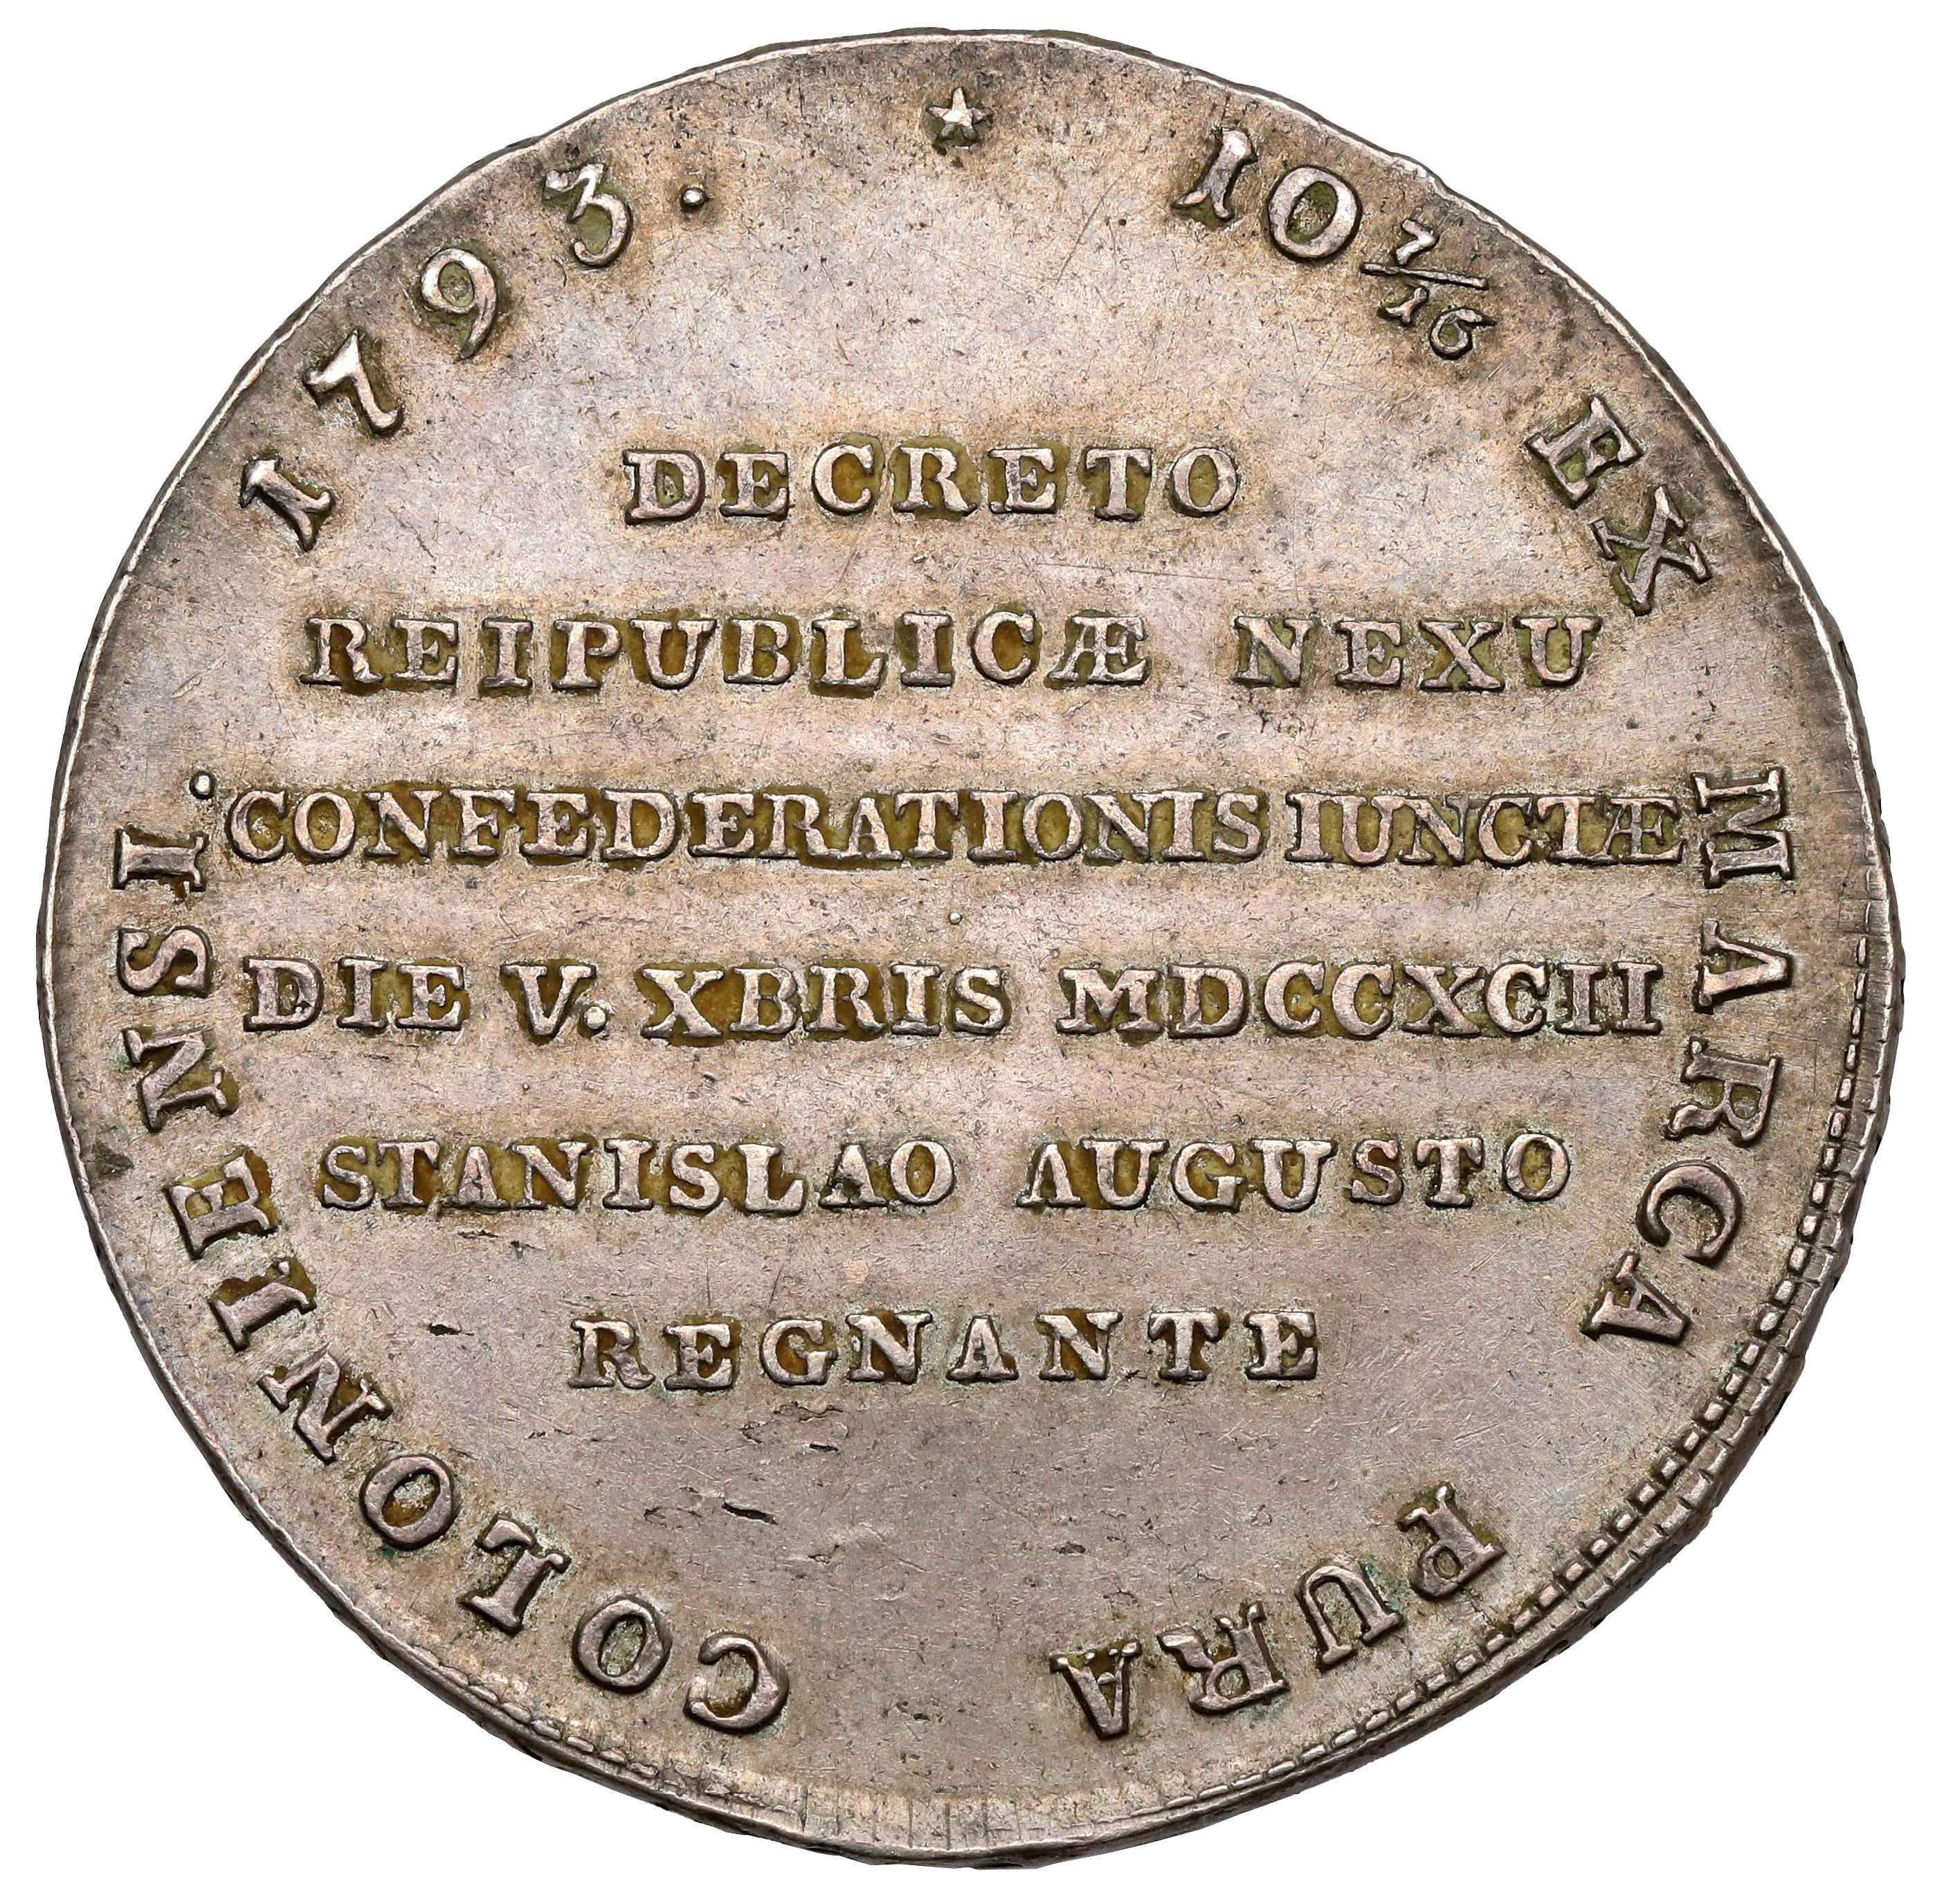 ★ 10 7/16 EX MARCA PURA COLONIENSI. 1793.
DECRETO
REIPUBLICÆ NEXU
CONFEDERATIONIS IUNCTÆ
DIE V. XBRIS MDCCXCII
STANISLAO AUGUSTO
REGNANTE